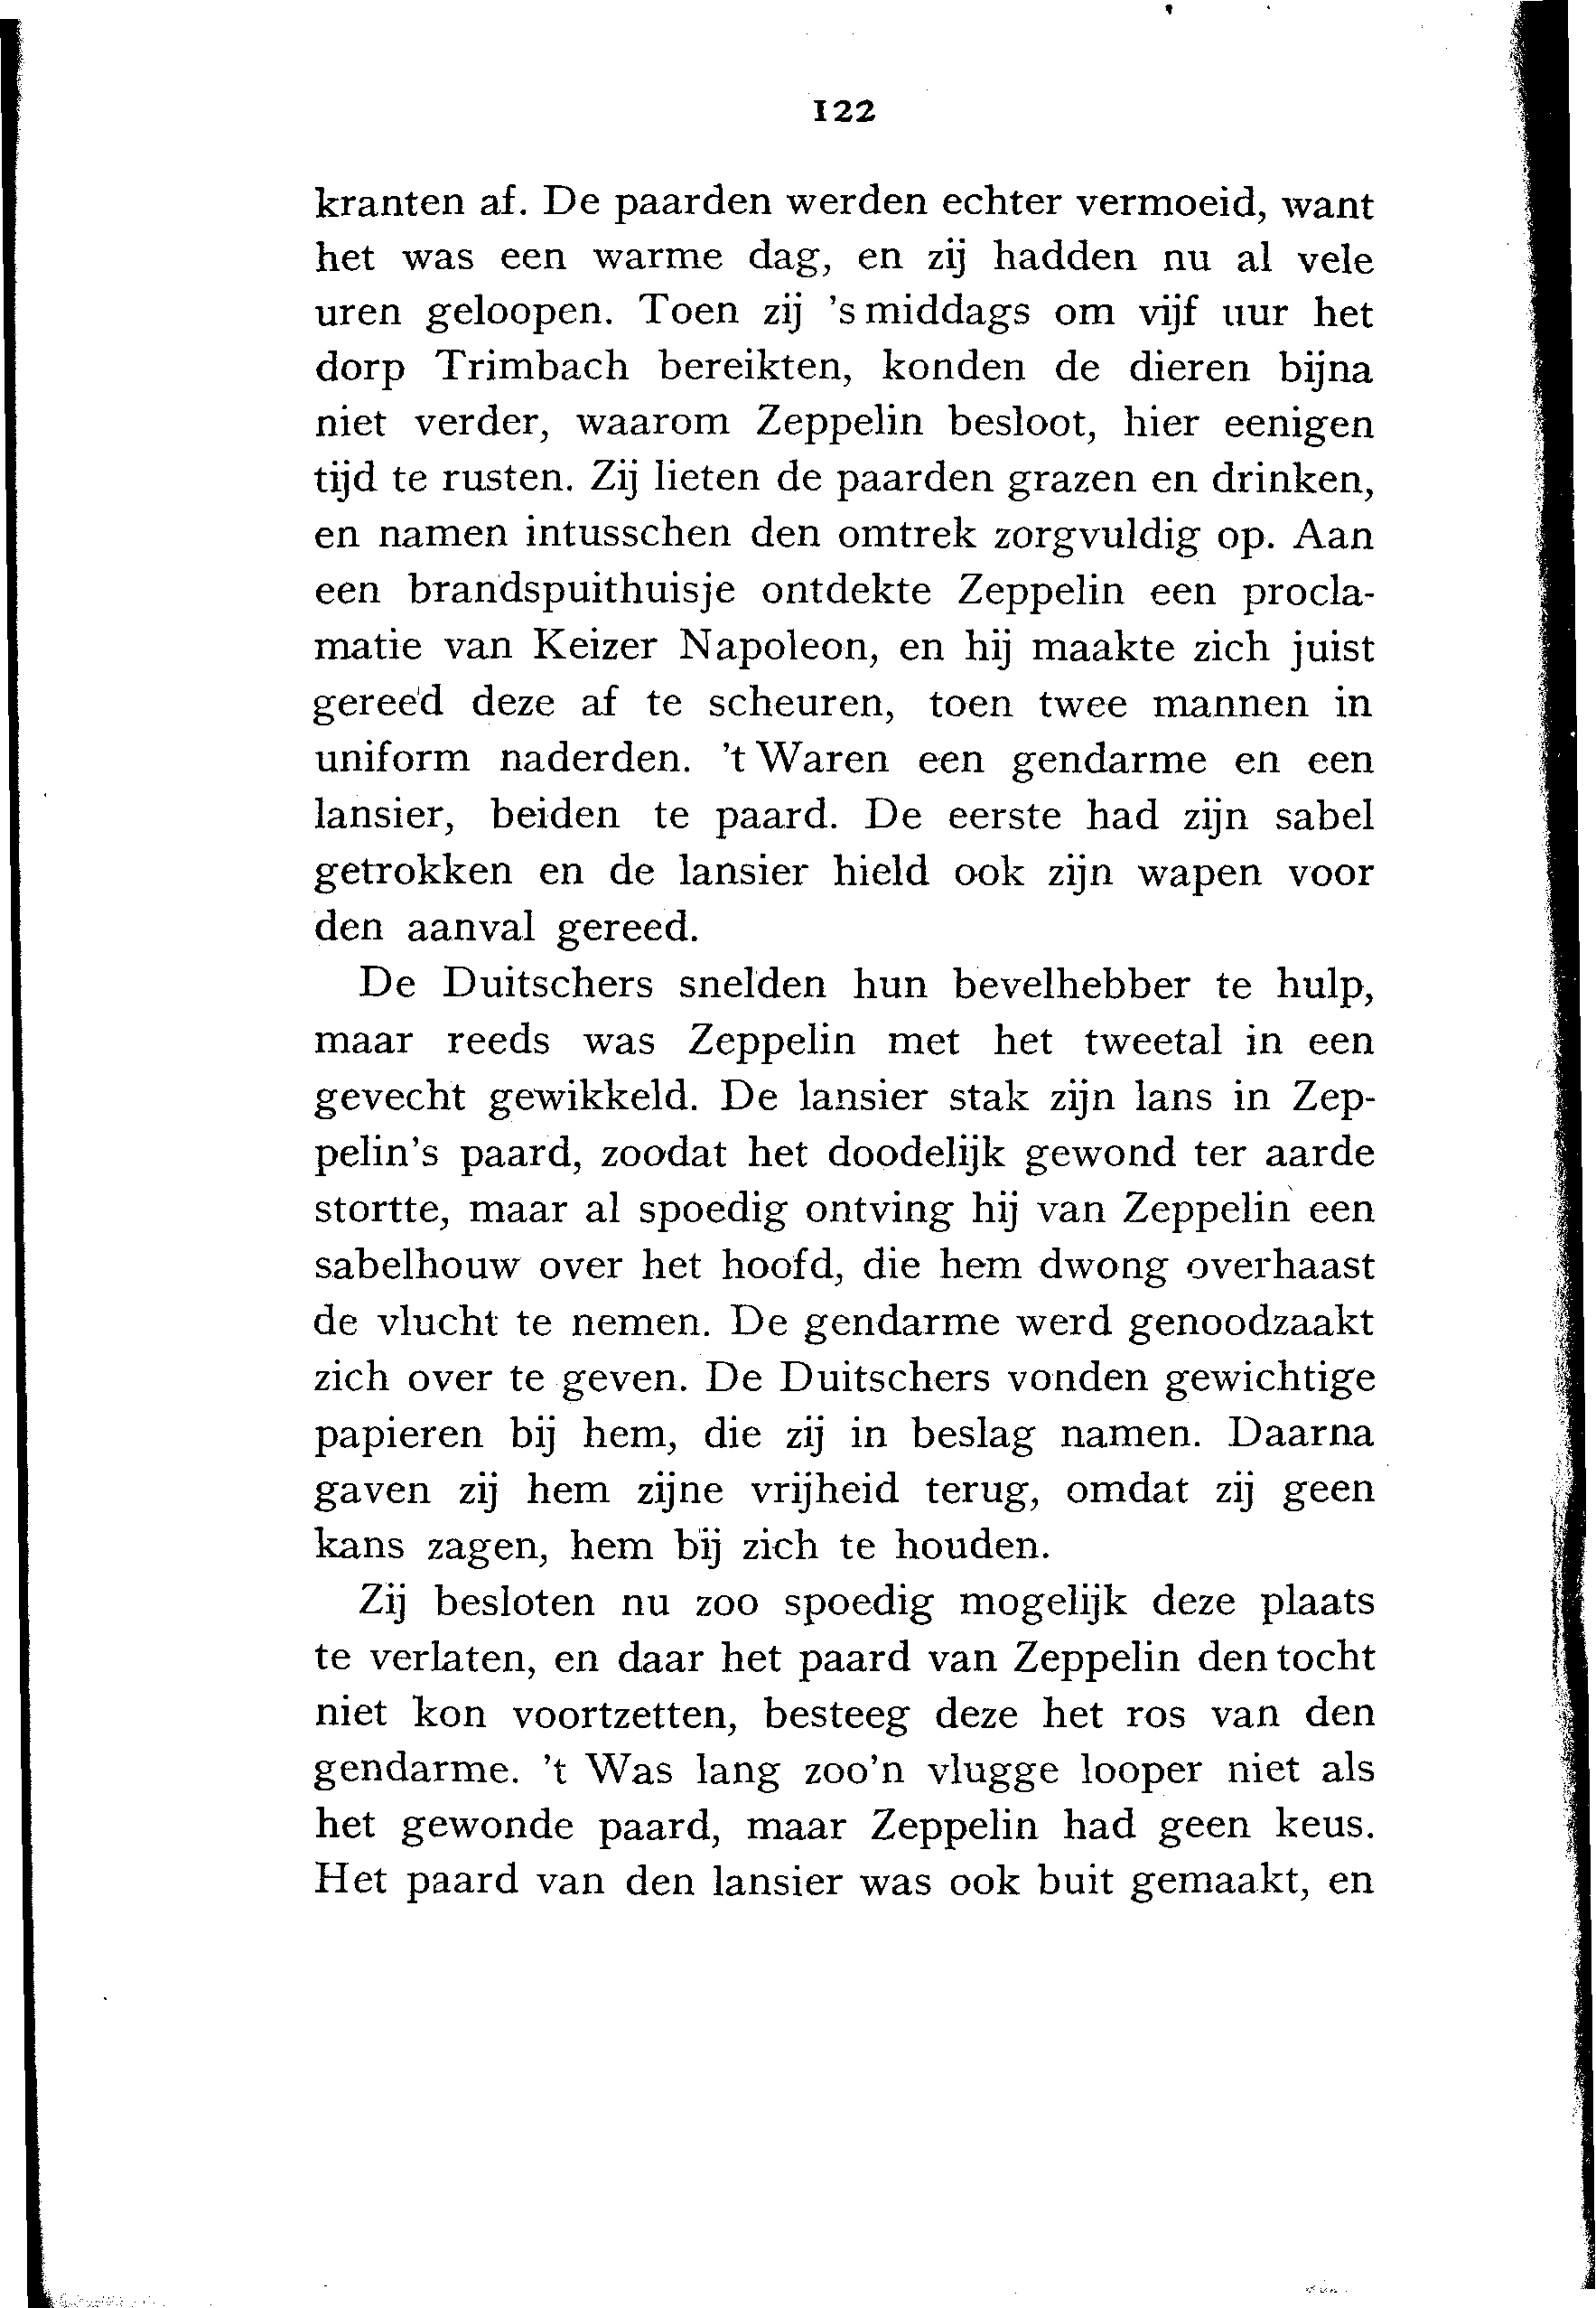 122
kranten af. De paarden werden echter vermoeid, want
het was een warme dag, en zij hadden nu al vele
uren geloopen. Toen zij 's middags om vijf uur het
dorp Trimbach bereikten, konden de dieren bijna
niet verder, waarom Zeppelin besloot, hier eenigen
tijd te rusten. Zij lieten de paarden grazen en drinken,
en namen intusschen den omtrek zorgvuldig op. Aan
een brandspuithuisje ontdekte Zeppelin een procla-
matie van Keizer Napoleon, en hij maakte zich juist
gereed deze af te scheuren, toen twee mannen in
uniform naderden. 't Waren een gendarme en een
lansier, beiden te paard. De eerste had zijn sabel
getrokken en de lansier hield ook zijn wapen voor
den aanval gereed.
De Duitschers snelden hun bevelhebber te hulp,
maar reeds was Zeppelin met het tweetal in een
gevecht gewikkeld. De lansier stak zijn lans in Zep-
pelin's paard, zoodat het doodelijk gewond ter aarde
stortte, maar al spoedig ontving hij van Zeppelin een
sabelhouw over het hoofd, die hem dwong overhaast
de vlucht te nemen. De gendarme werd genoodzaakt
zich over te geven. De Duitschers vonden gewichtige
papieren bij hem, die zij in beslag namen. Daarna
gaven zij hem zijne vrijheid terug, omdat zij geen
kans zagen, hem bij zich te houden.
Zij besloten nu zoo spoedig mogelijk deze plaats
te verlaten, en daar het paard van Zeppelin den tocht
niet kon voortzetten, besteeg deze het ros van den
gendarme. 't Was lang zoo'n vlugge looper niet als
het gewonde paard, maar Zeppelin had geen keus.
Het paard van den lansier was ook buit gemaakt, en